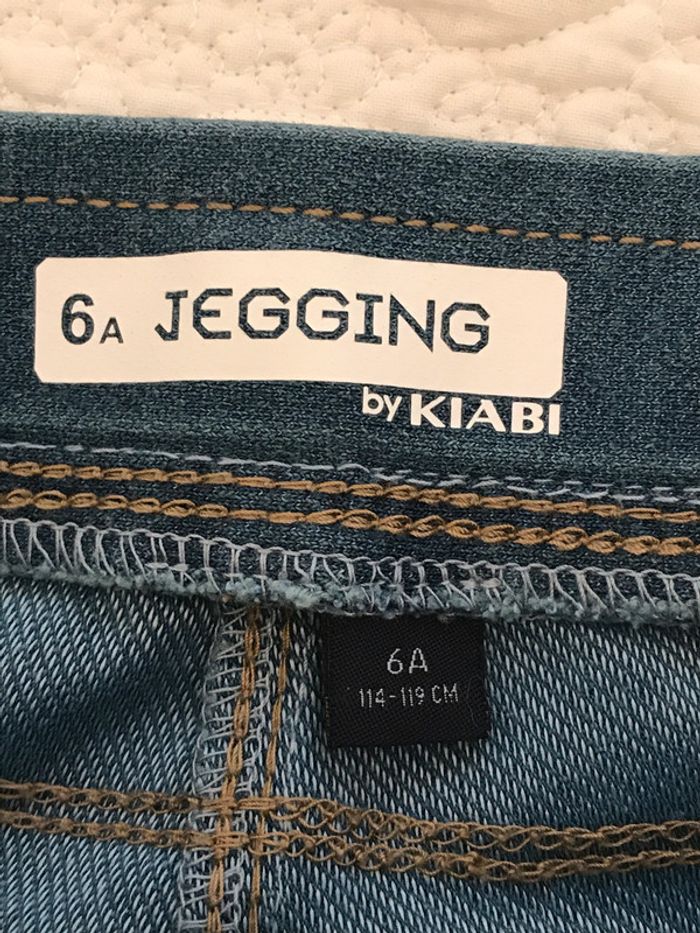 6A JEGGING
by KIABI
6A
114-119 CM